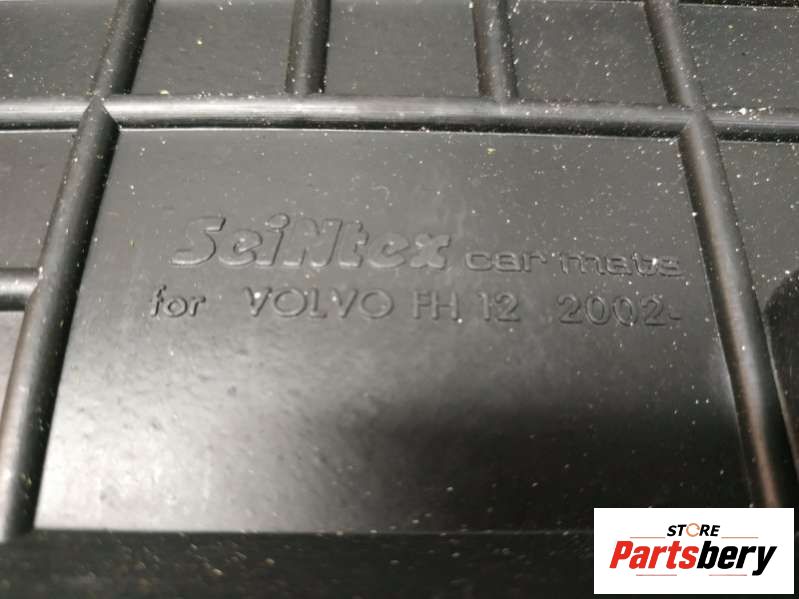 SeiNtex car mats
for VOLVO FH 12 2002-
STORE
Partsbery